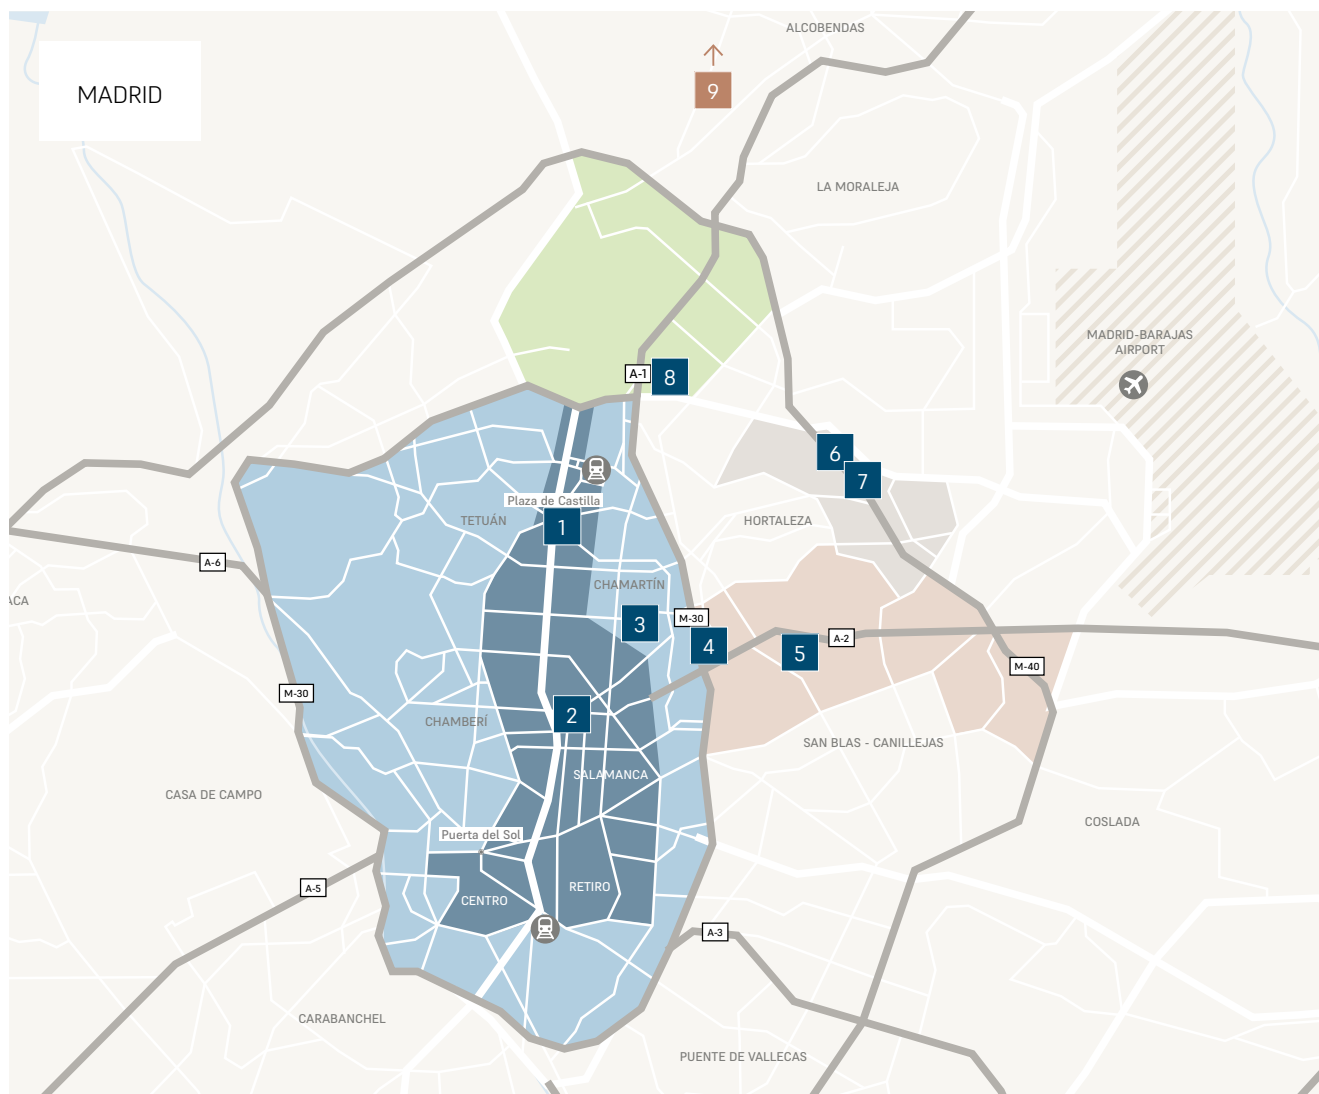 ALCOBENDAS
MADRID
9
LA MORALEJA
MADRID-BARAJAS
AIRPORT
A-1
8
6
7
Plaza de Castilla
TETUÁN
1
HORTALEZA
A-6
CHAMARTÍN
ACA
3
M-30
4
A-2
5
M-40
M-30
2
CHAMBERÍ
SAN BLAS - CANILLEJAS
SALAMANCA
CASA DE CAMPO
COSLADA
Puerta del Sol
A-5
RETIRO
CENTRO
A-3
CARABANCHEL
PUENTE DE VALLECAS